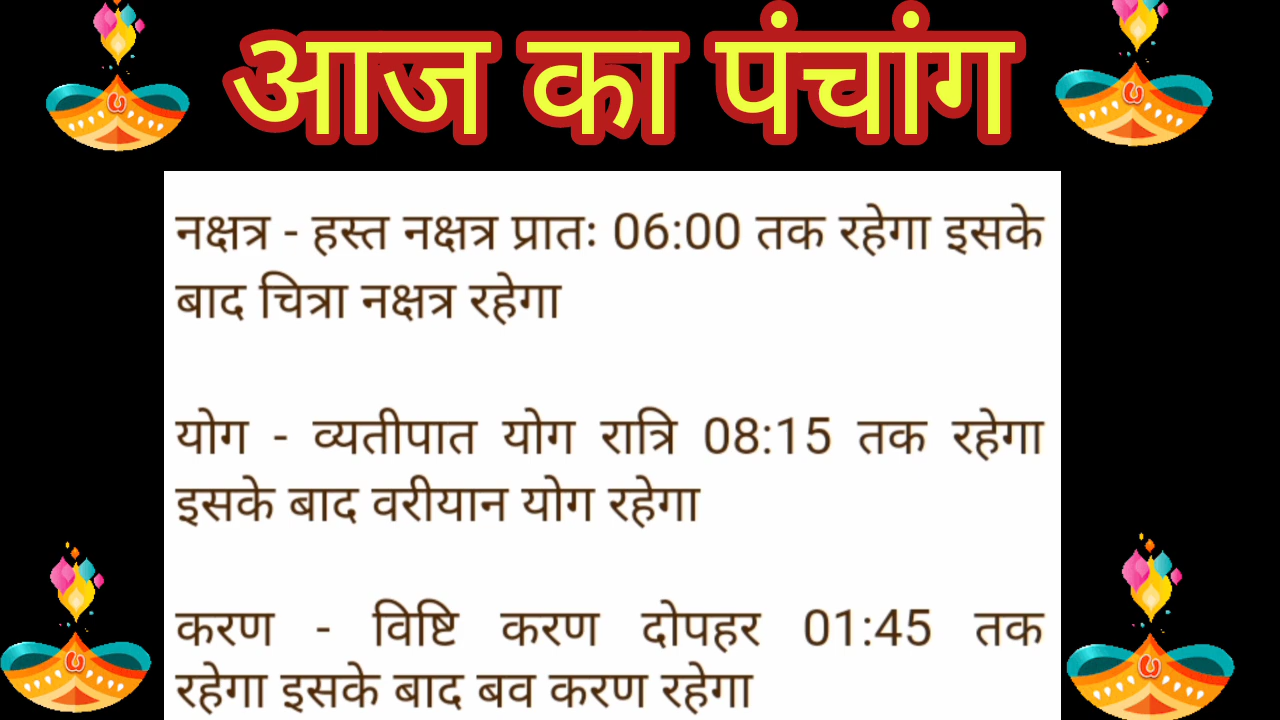 आज का पंचांग
नक्षत्र - हस्त नक्षत्र प्रातः 06:00 तक रहेगा इसके
बाद चित्रा नक्षत्र रहेगा
योग - व्यतीपात योग रात्रि 08:15 तक रहेगा
इसके बाद वरीयान योग रहेगा
करण - विष्टि करण दोपहर 01:45 तक
रहेगा इसके बाद बव करण रहेगा